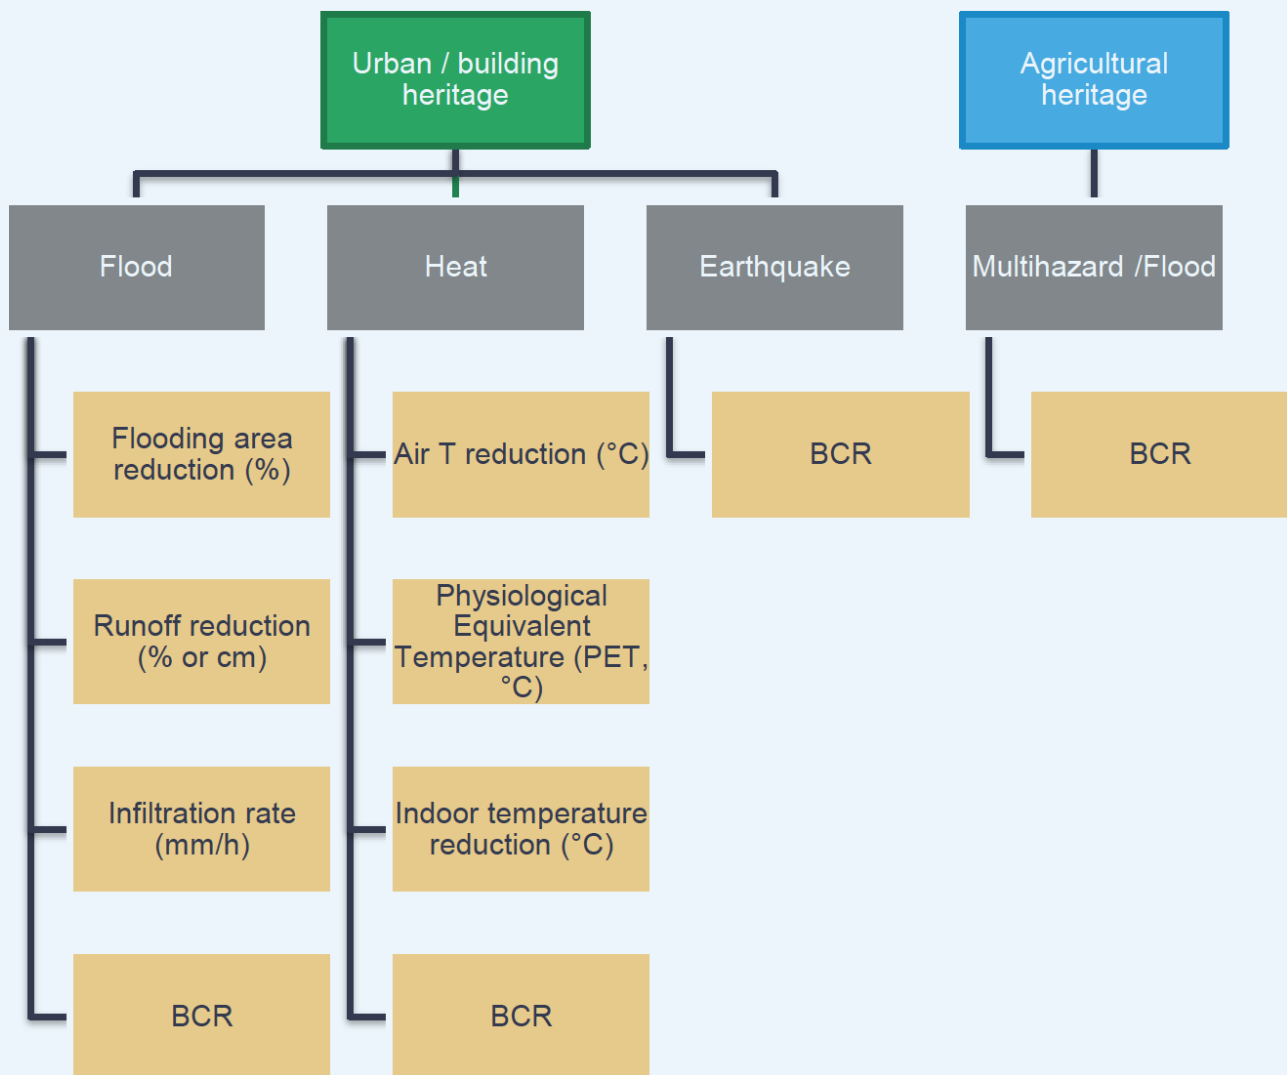 Urban / building
heritage
Agricultural
heritage
Flood
Heat
Earthquake
Multihazard /Flood
Flooding area
reduction (%)
Air T reduction (°C)
BCR
BCR
Runoff reduction
(% or cm)
Physiological
Equivalent
Temperature (PET,
°C)
Infiltration rate
(mm/h)
Indoor temperature
reduction (°C)
BCR
BCR